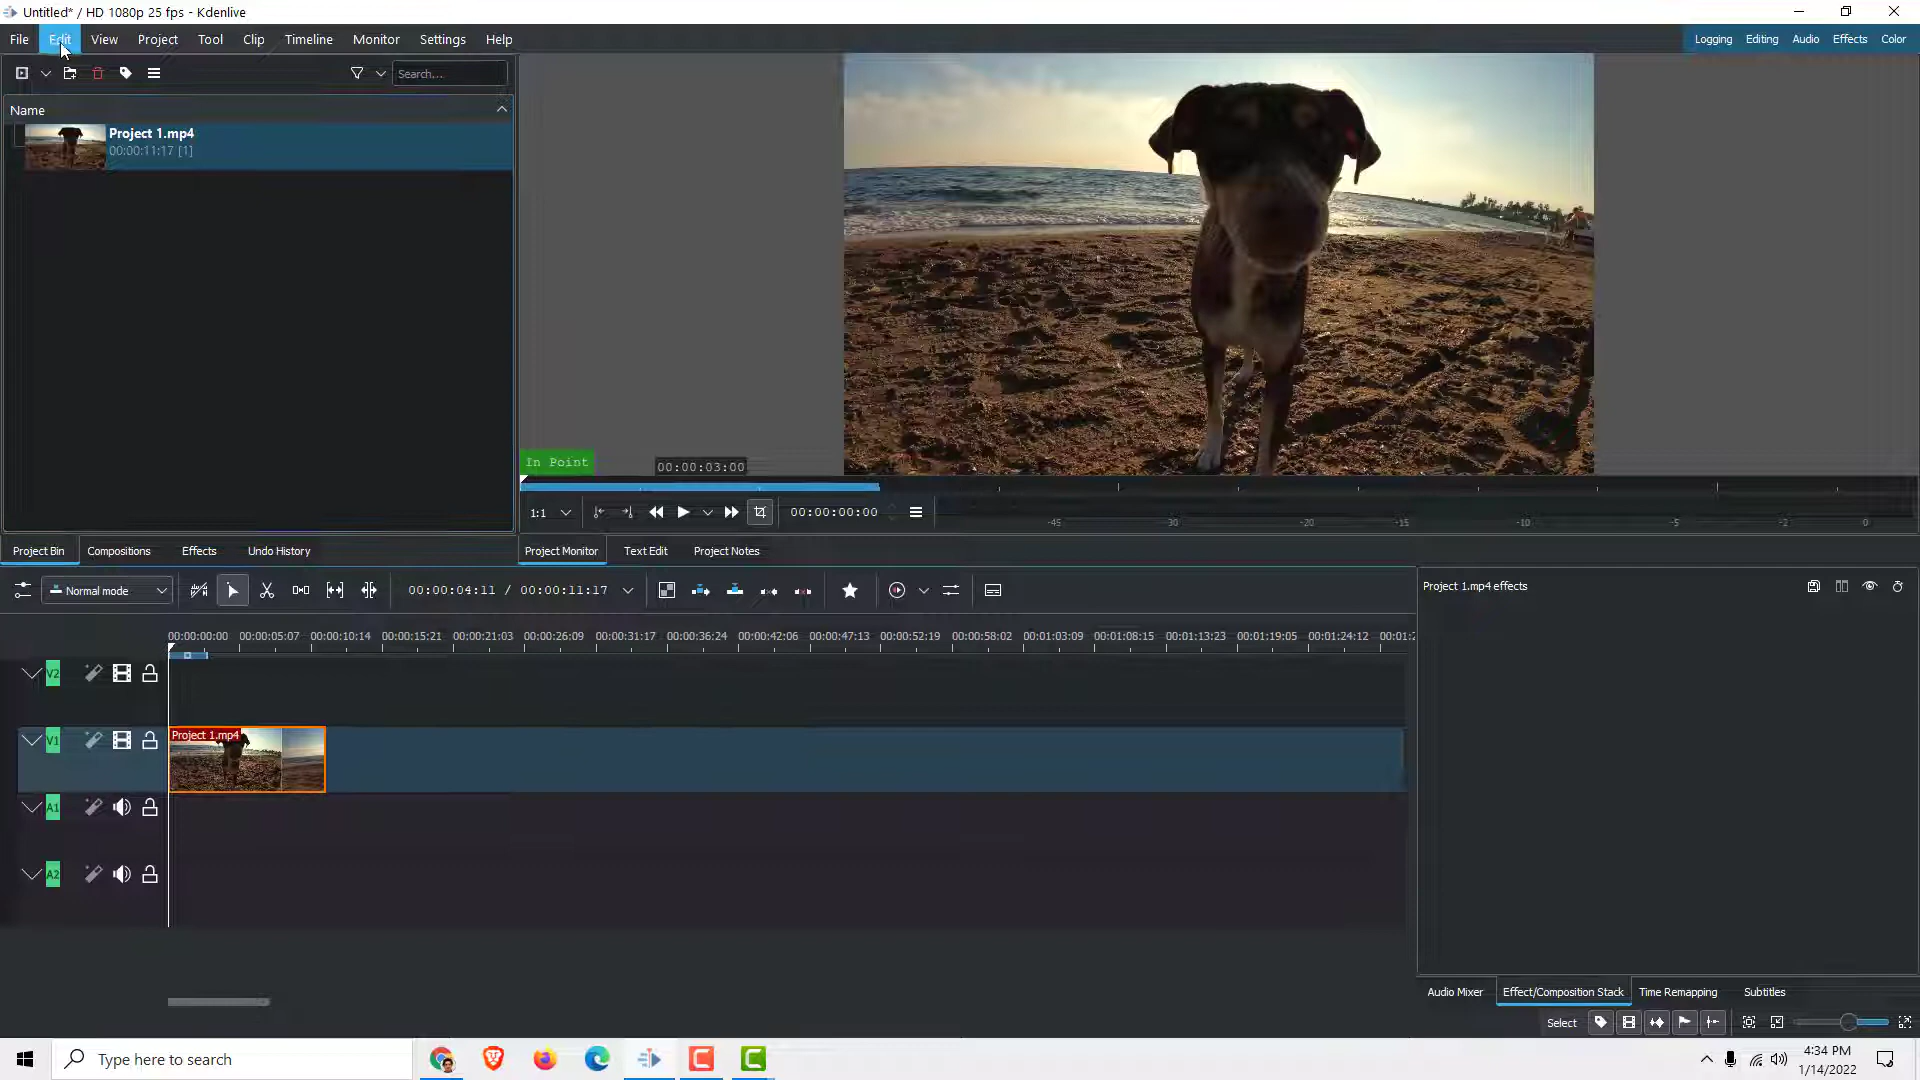 Untitled* / HD 1080p 25 fps - Kdenlive
File Edit View Project Tool Clip Timeline Monitor Settings Help
Logging Editing Audio Effects Color
Search...
Name
Project 1.mp4
00:00:11:17 [1]
In Point
00:00:03:00
1:1
00:00:00:00
-45 -30 -20 -15 -10 -5 -2 0
Project Bin Compositions Effects Undo History
Project Monitor Text Edit Project Notes
Normal mode
00:00:04:11 / 00:00:11:17
Project 1.mp4 effects
00:00:00:00 00:00:05:07 00:00:10:14 00:00:15:21 00:00:21:03 00:00:26:09 00:00:31:17 00:00:36:24 00:00:42:06 00:00:47:13 00:00:52:19 00:00:58:02 00:01:03:09 00:01:08:15 00:01:13:23 00:01:19:05 00:01:24:12 00:01:2
V2
V1
Project 1.mp4
A1
A2
Audio Mixer Effect/Composition Stack Time Remapping Subtitles
Select
Type here to search
4:34 PM
1/14/2022